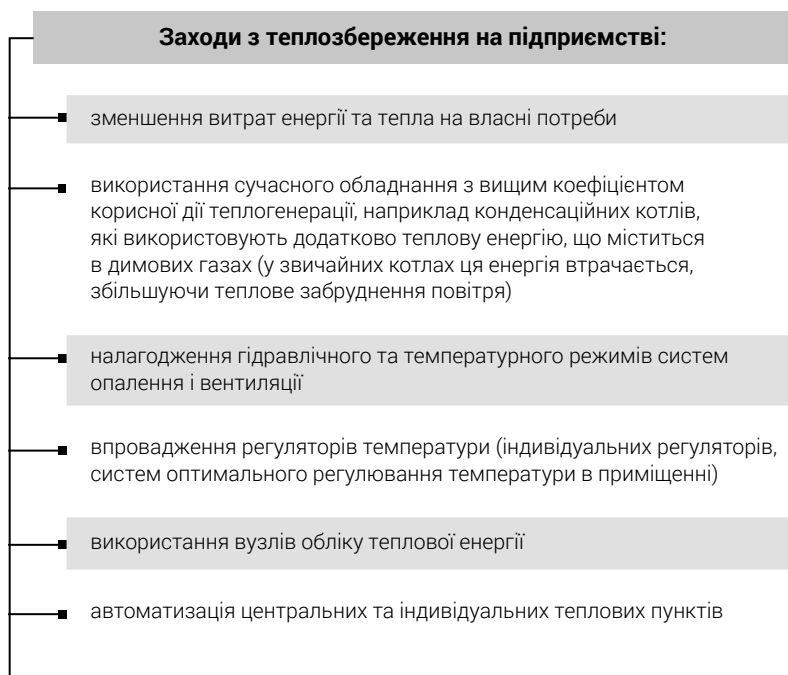 Заходи з теплозбереження на підприємстві:
зменшення витрат енергії та тепла на власні потреби
використання сучасного обладнання з вищим коефіцієнтом
корисної дії теплогенерації, наприклад конденсаційних котлів,
які використовують додатково теплову енергію, що міститься
в димових газах (у звичайних котлах ця енергія втрачається,
збільшуючи теплове забруднення повітря)
налагодження гідравлічного та температурного режимів систем
опалення і вентиляції
впровадження регуляторів температури (індивідуальних регуляторів,
систем оптимального регулювання температури в приміщенні)
використання вузлів обліку теплової енергії
автоматизація центральних та індивідуальних теплових пунктів